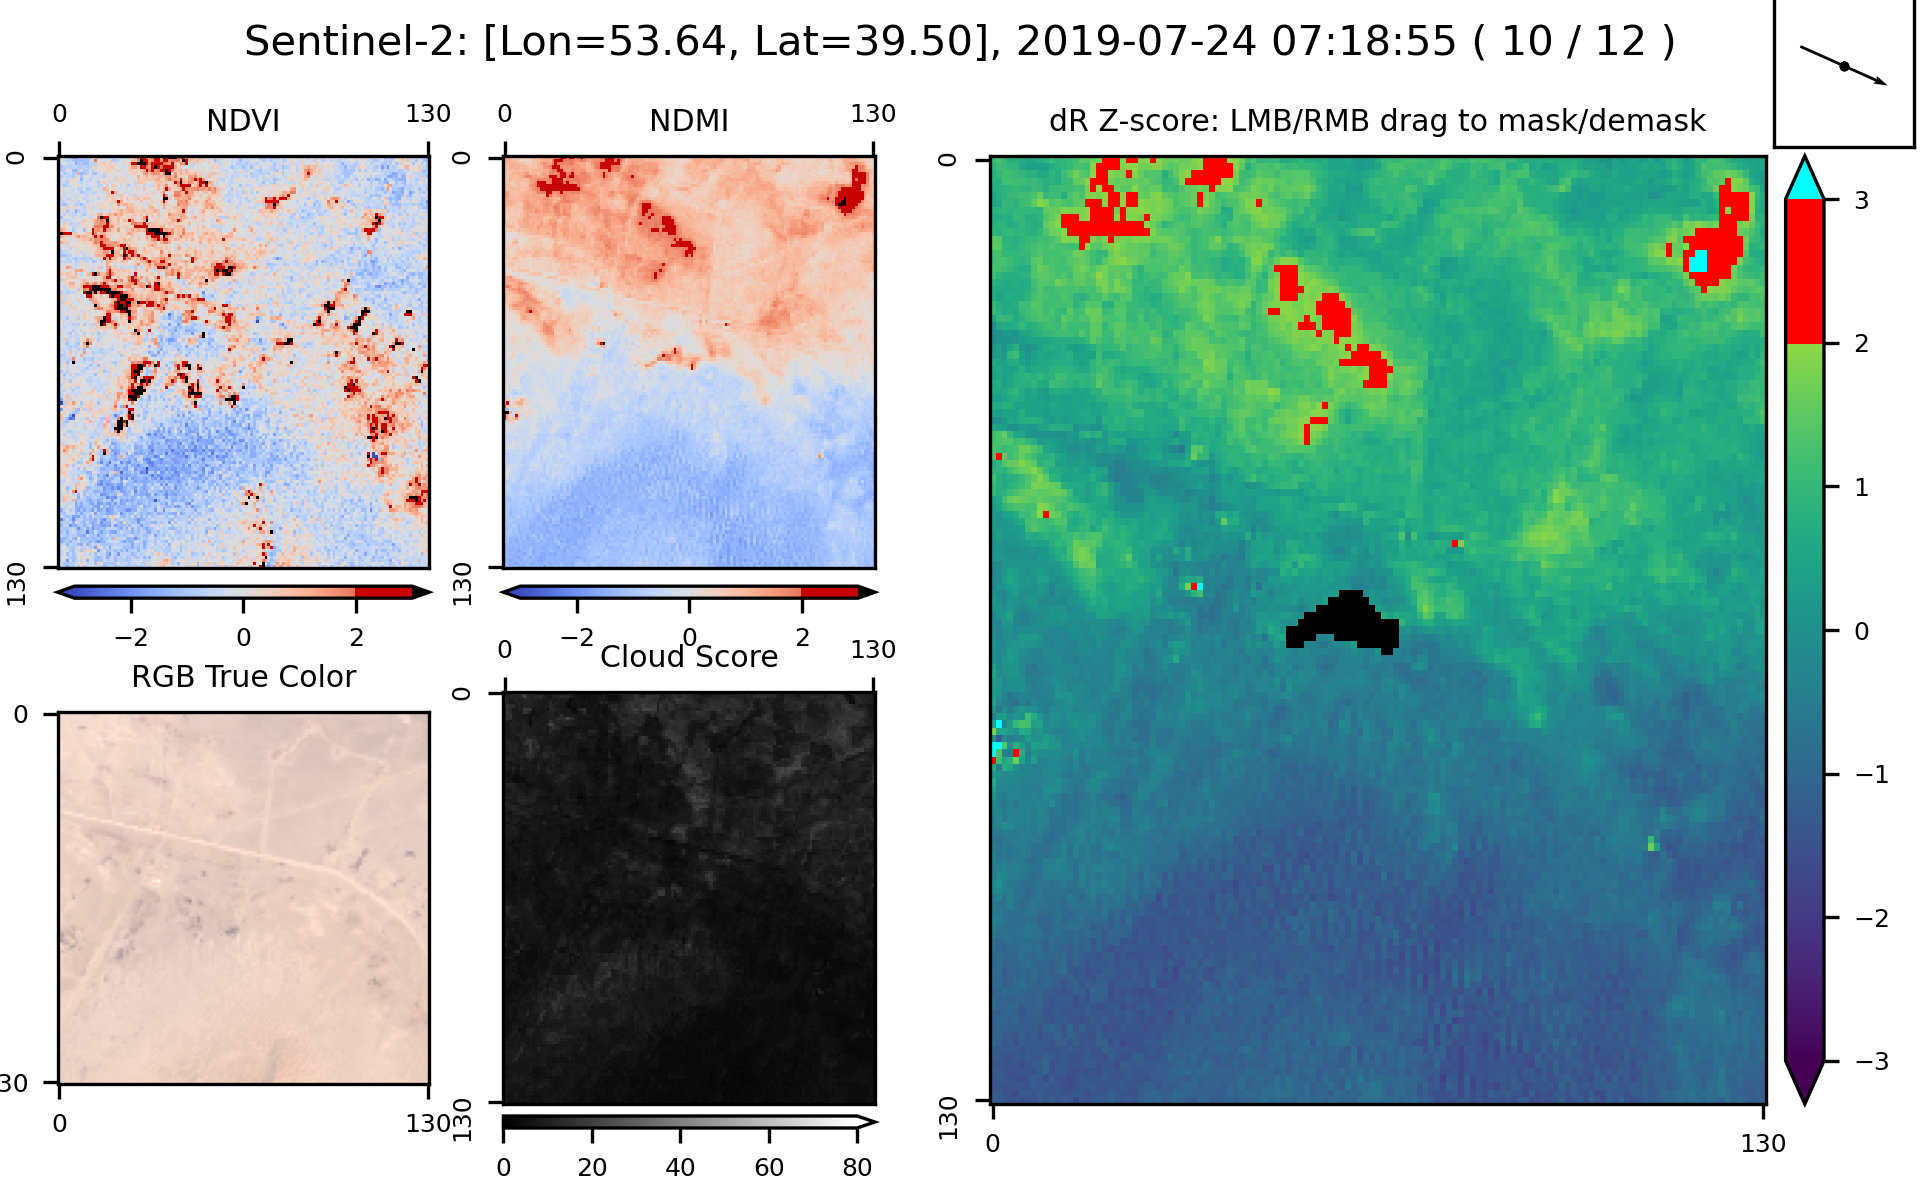 Sentinel-2: [Lon=53.64, Lat=39.50], 2019-07-24 07:18:55 ( 10 / 12 )
0 130
NDVI
0
130
−2 0 2
0 130
NDMI
0
130
−2 0 2
dR Z-score: LMB/RMB drag to mask/demask
0
130
0 130
3
2
1
0
−1
−2
−3
RGB True Color
0
30
0 130
0 130
Cloud Score
0
130
0 20 40 60 80